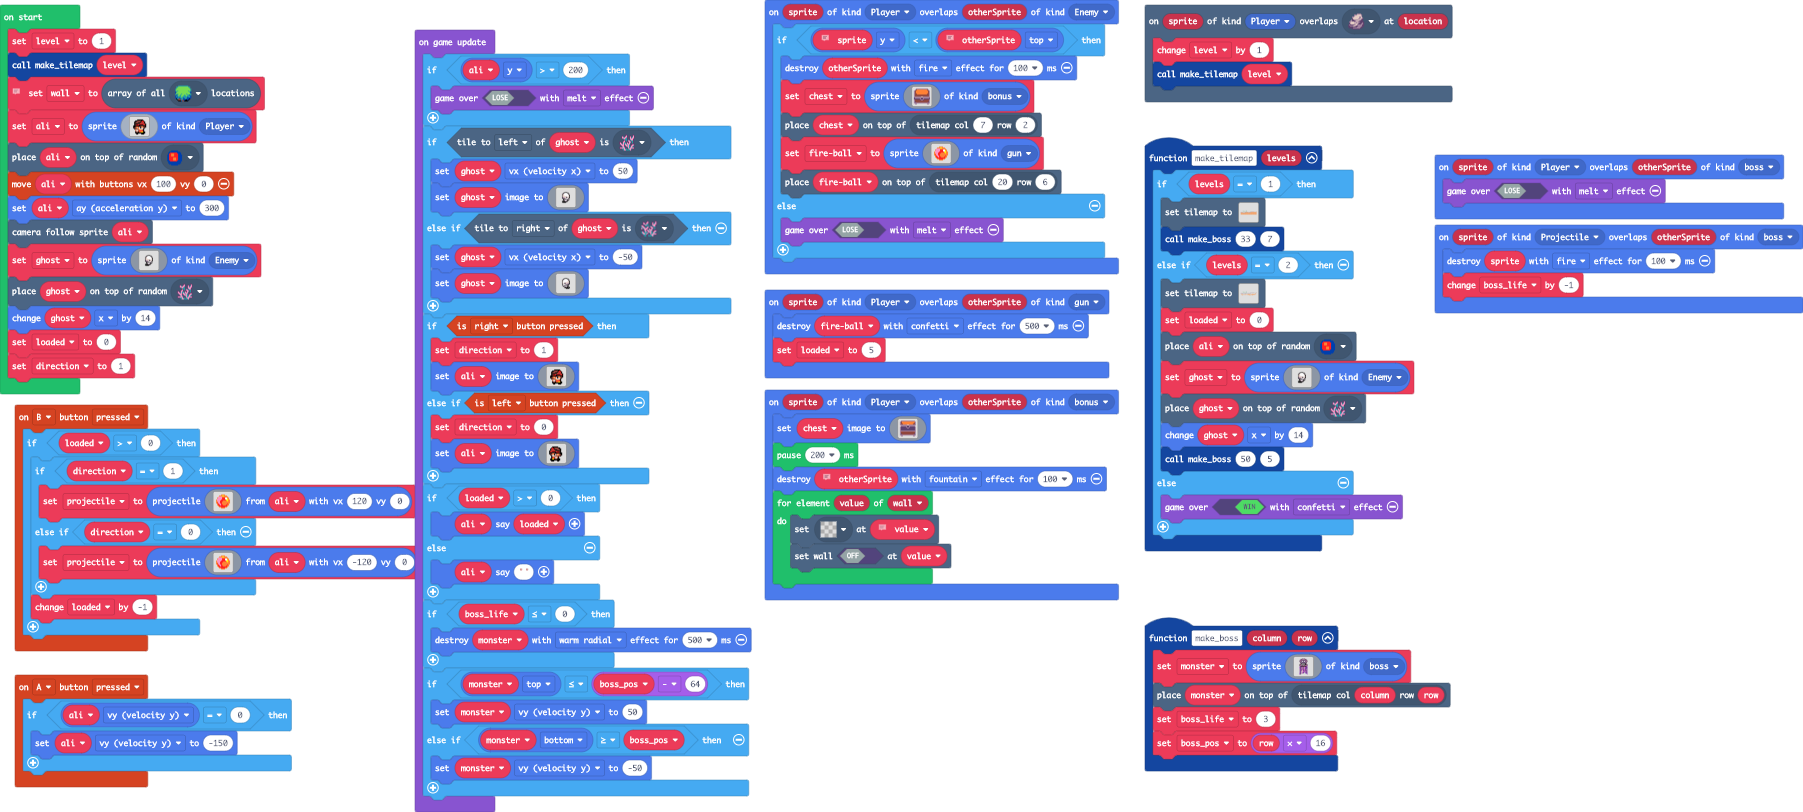 on start
set level to 1
call make_tilemap level
set wall to array of all locations
set ali to sprite of kind Player
place ali on top of random
move ali with buttons vx 100 vy 0
set ali ay (acceleration y) to 300
camera follow sprite ali
set ghost to sprite of kind Enemy
place ghost on top of random
change ghost x by 14
set loaded to 0
set direction to 1
on B button pressed
if loaded > 0 then
if direction = 1 then
set projectile to projectile from ali with vx 120 vy 0
else if direction = 0 then
set projectile to projectile from ali with vx -120 vy 0
change loaded by -1
on A button pressed
if ali vy (velocity y) = 0 then
set ali vy (velocity y) to -150
on game update
if ali y > 200 then
game over LOSE with melt effect
if tile to left of ghost is then
set ghost vx (velocity x) to 50
set ghost image to
else if tile to right of ghost is then
set ghost vx (velocity x) to -50
set ghost image to
if is right button pressed then
set direction to 1
set ali image to
else if is left button pressed then
set direction to 0
set ali image to
if loaded > 0 then
ali say loaded
else
ali say " "
if boss_life ≤ 0 then
destroy monster with warm radial effect for 500 ms
if monster top ≤ boss_pos - 64 then
set monster vy (velocity y) to 50
else if monster bottom ≥ boss_pos then
set monster vy (velocity y) to -50
on sprite of kind Player overlaps otherSprite of kind Enemy
if sprite y < otherSprite top then
destroy otherSprite with fire effect for 100 ms
set chest to sprite of kind bonus
place chest on top of tilemap col 7 row 2
set fire-ball to sprite of kind gun
place fire-ball on top of tilemap col 20 row 6
else
game over LOSE with melt effect
on sprite of kind Player overlaps otherSprite of kind gun
destroy fire-ball with confetti effect for 500 ms
set loaded to 5
on sprite of kind Player overlaps otherSprite of kind bonus
set chest image to
pause 200 ms
destroy otherSprite with fountain effect for 100 ms
for element value of wall
do set at value
set wall OFF at value
on sprite of kind Player overlaps at location
change level by 1
call make_tilemap level
function make_tilemap levels
if levels = 1 then
set tilemap to
call make_boss 33 7
else if levels = 2 then
set tilemap to
set loaded to 0
place ali on top of random
set ghost to sprite of kind Enemy
place ghost on top of random
change ghost x by 14
call make_boss 50 5
else
game over WIN with confetti effect
function make_boss column row
set monster to sprite of kind boss
place monster on top of tilemap col column row row
set boss_life to 3
set boss_pos to row x 16
on sprite of kind Player overlaps otherSprite of kind boss
game over LOSE with melt effect
on sprite of kind Projectile overlaps otherSprite of kind boss
destroy sprite with fire effect for 100 ms
change boss_life by -1